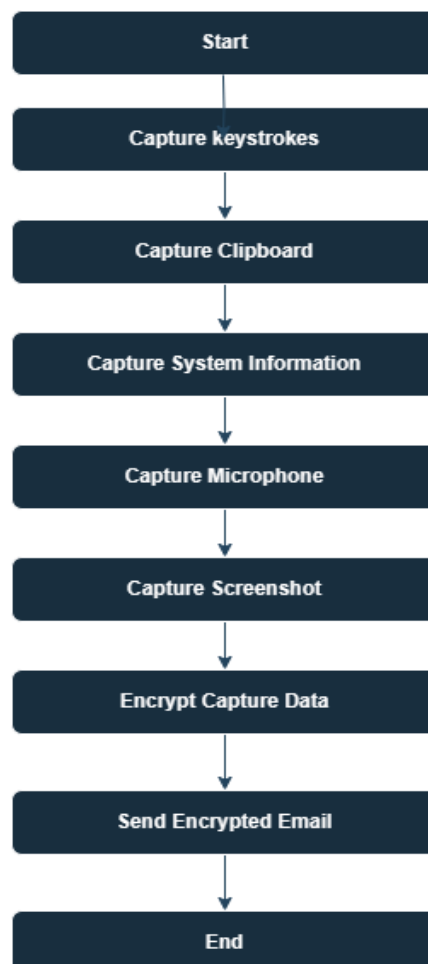 Start
Capture keystrokes
Capture Clipboard
Capture System Information
Capture Microphone
Capture Screenshot
Encrypt Capture Data
Send Encrypted Email
End